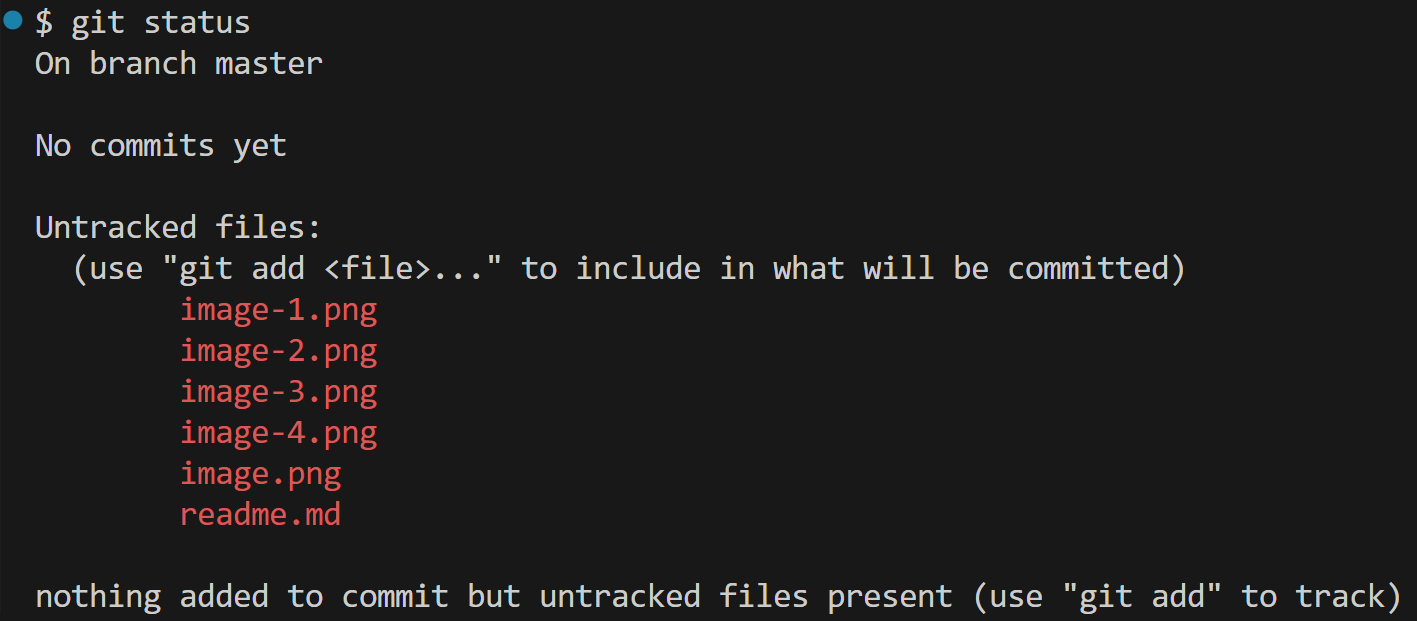 $ git status
On branch master
No commits yet
Untracked files:
(use "git add <file>..." to include in what will be committed)
image-1.png
image-2.png
image-3.png
image-4.png
image.png
readme.md
nothing added to commit but untracked files present (use "git add" to track)